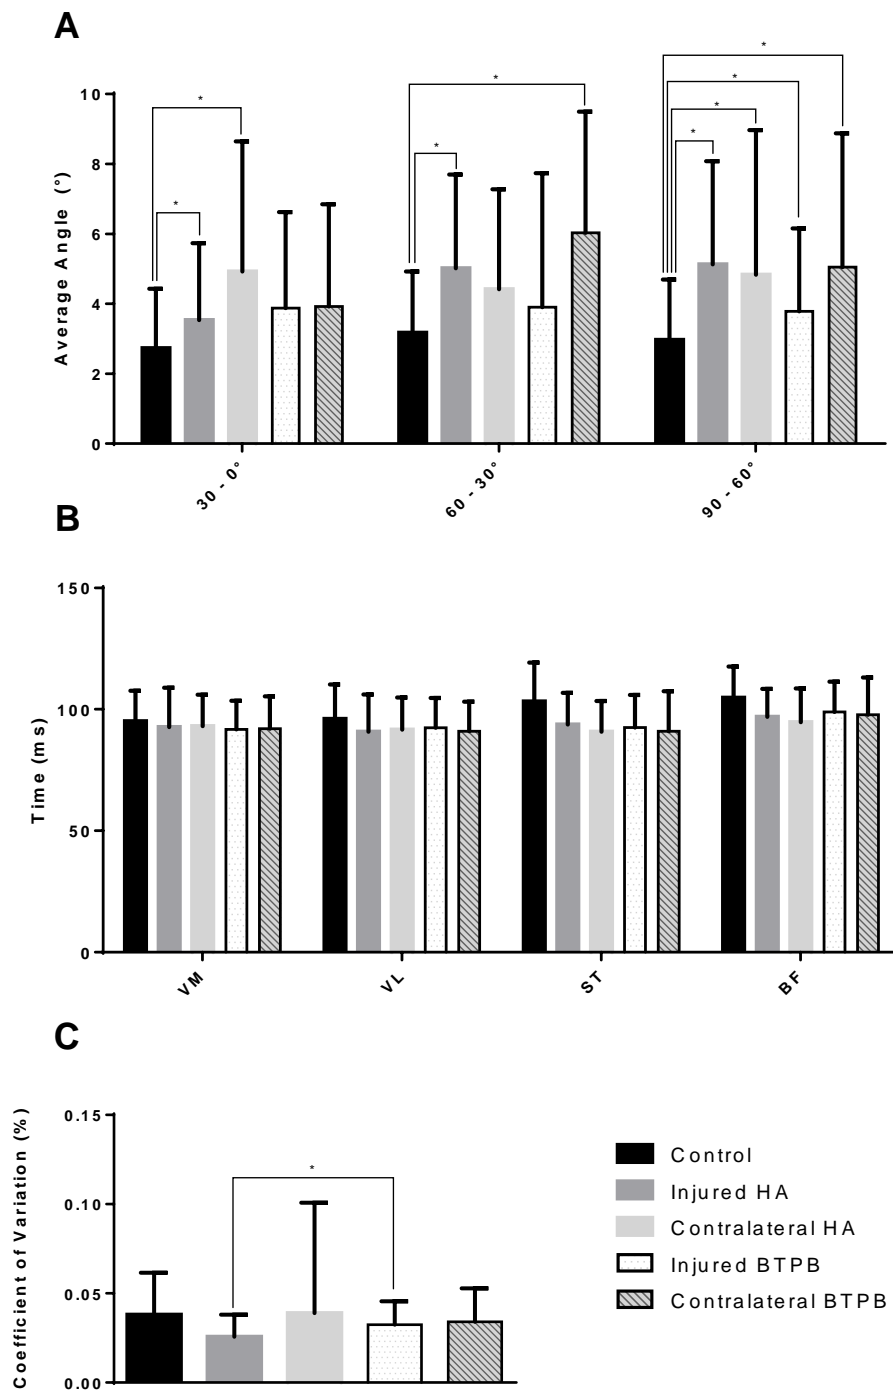 A
*
*
*
*
*
*
*
*
10
8
6
4
2
0
Average Angle (°)
30 - 0°
60 - 30°
90 - 60°
B
150
100
50
0
Time (ms)
VM
VL
ST
BF
C
0.15
0.10
0.05
0.00
Coefficient of Variation (%)
*
Control
Injured HA
Contralateral HA
Injured BTPB
Contralateral BTPB